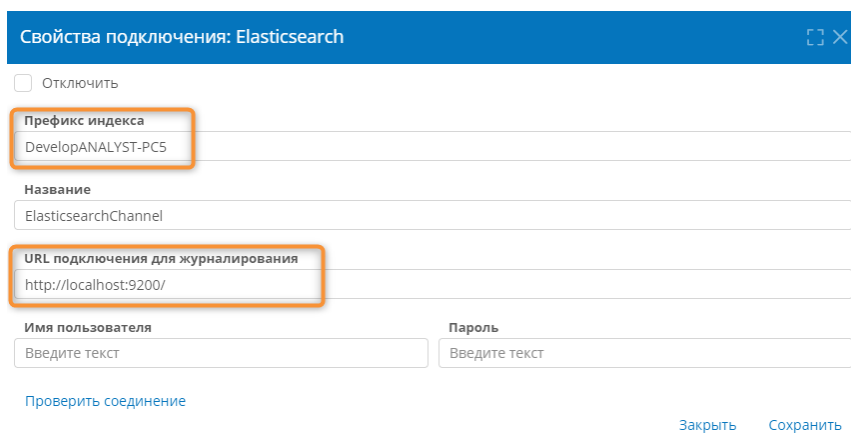 Свойства подключения: Elasticsearch
Отключить
Префикс индекса
DevelopANALYST-PC5
Название
ElasticsearchChannel
URL подключения для журналирования
http://localhost:9200/
Имя пользователя Пароль
Введите текст Введите текст
Проверить соединение
Закрыть Сохранить